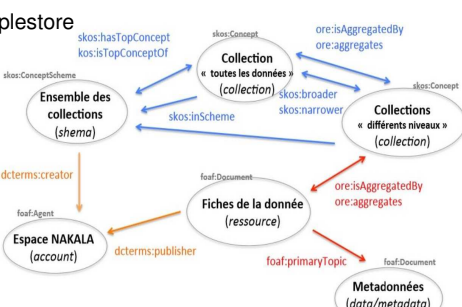 plestore
skos:hasTopConcept
kos:isTopConceptOf
skos:Concept
ore:isAggregatedBy
ore:aggregates
Collection
« toutes les données »
(collection)
skos:ConceptScheme
Ensemble des
collections
(shema)
skos:broader
skos:narrower
skos:Concept
skos:inScheme
Collections
« différents niveaux »
(collection)
dcterms:creator
foaf:Document
Fiches de la donnée
(ressource)
ore:isAggregatedBy
ore:aggregates
foaf:Agent
Espace NAKALA
(account)
dcterms:publisher
foaf:primaryTopic
foaf:Document
Metadonnées
(data/metadata)